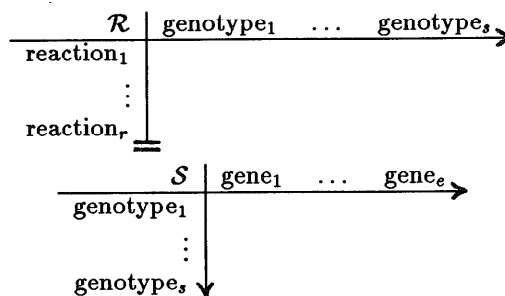 𝓡 genotype₁ … genotypeₛ
reaction₁
⋮
reactionᵣ
𝓢 gene₁ … geneₑ
genotype₁
⋮
genotypeₛ